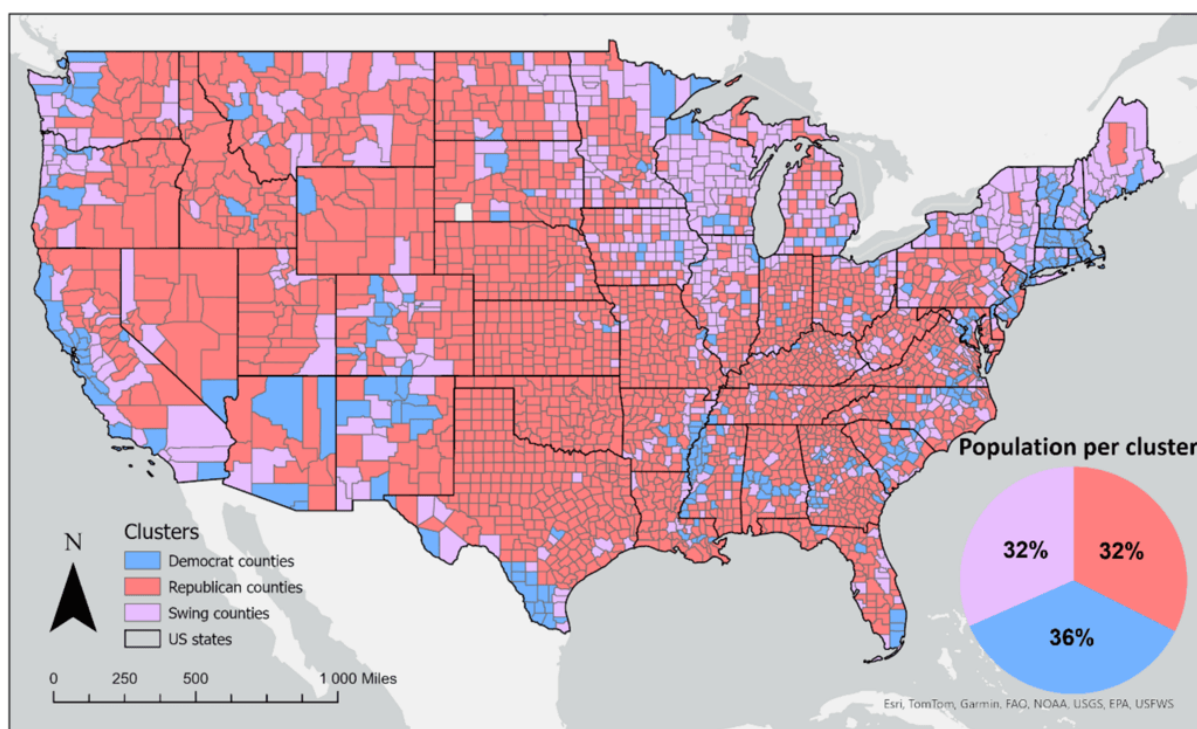 Population per cluster
32%
32%
36%
N
Clusters
Democrat counties
Republican counties
Swing counties
US states
0 250 500 1 000 Miles
Esri, TomTom, Garmin, FAO, NOAA, USGS, EPA, USFWS